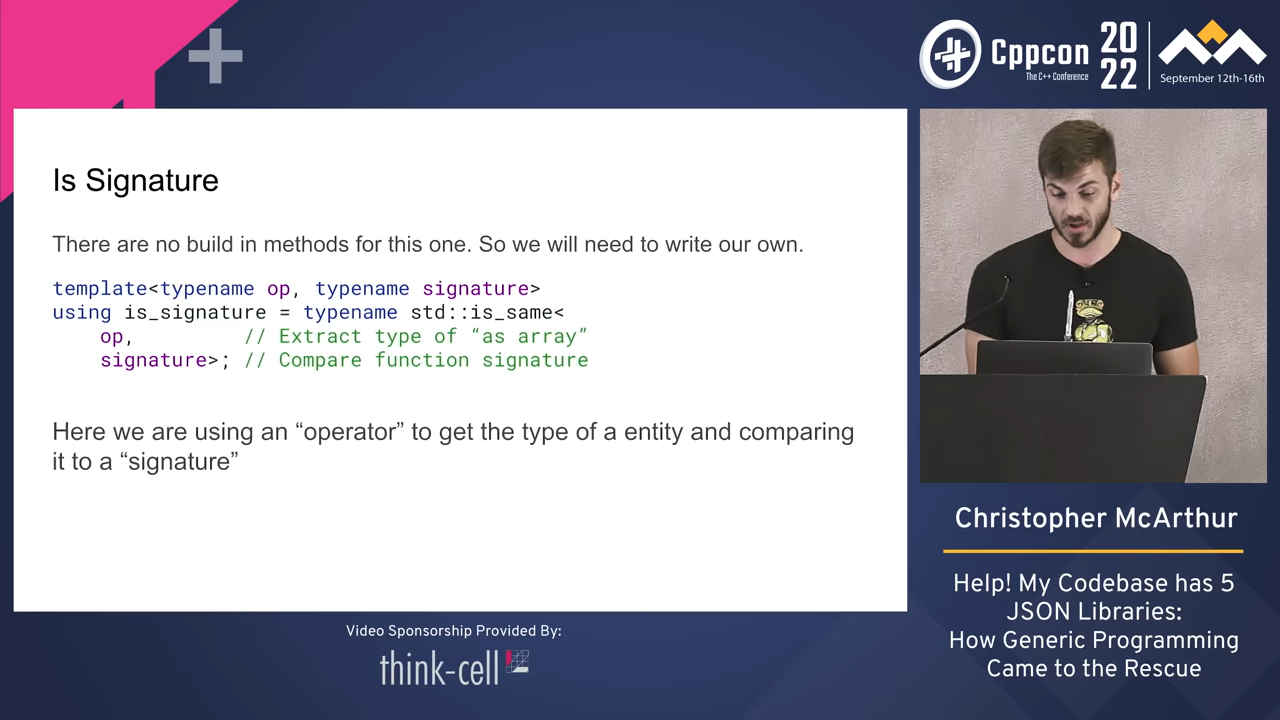 Cppcon
The C++ Conference
20
22
September 12th-16th
Is Signature
There are no build in methods for this one. So we will need to write our own.
template<typename op, typename signature>
using is_signature = typename std::is_same<
    op,         // Extract type of “as array”
    signature>; // Compare function signature
Here we are using an “operator” to get the type of a entity and comparing
it to a “signature”
Christopher McArthur
Help! My Codebase has 5
JSON Libraries:
How Generic Programming
Came to the Rescue
Video Sponsorship Provided By:
think-cell